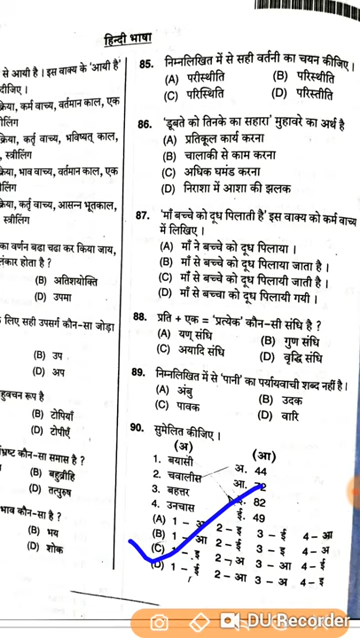 हिन्दी भाषा
से आयी है। इस वाक्य के 'आयी है'
दीजिए।
क्रिया, कर्म वाच्य, वर्तमान काल, एक
क्रिया, कर्तृ वाच्य, भविष्यत् काल,
स्त्रीलिंग
क्रिया, भाव वाच्य, वर्तमान काल, एक
क्रिया, कर्तृ वाच्य, आसन्न भूतकाल,
स्त्रीलिंग
का वर्णन बढा चढा कर किया जाय,
होता है ?
(B) अतिशयोक्ति
(D) उपमा
लिए सही उपसर्ग कौन-सा जोड़ा
(B) उप
(D) अप
हुवचन रूप है
(B) टोपियाँ
(D) टोपीएँ
कौन-सा समास है ?
(B) बहुव्रीहि
(D) तत्पुरुष
भाव कौन-सा है ?
(B) भय
(D) शोक
85. निम्नलिखित में से सही वर्तनी का चयन कीजिए।
(A) परीस्थीति (B) परिस्थीति
(C) परिस्थिति (D) परिस्तीति
86. 'डूबते को तिनके का सहारा' मुहावरे का अर्थ है
(A) प्रतिकूल कार्य करना
(B) चालाकी से काम करना
(C) अधिक घमंड करना
(D) निराशा में आशा की झलक
87. 'माँ बच्चे को दूध पिलाती है' इस वाक्य को कर्म वाच्य
में लिखिए।
(A) माँ ने बच्चे को दूध पिलाया।
(B) माँ से बच्चे को दूध पिलाया जाता है।
(C) माँ से बच्चे को दूध पिलायी जाती है।
(D) माँ से बच्चा को दूध पिलायी गयी।
88. प्रति + एक = 'प्रत्येक' कौन-सी संधि है ?
(A) यण् संधि (B) गुण संधि
(C) अयादि संधि (D) वृद्धि संधि
89. निम्नलिखित में से 'पानी' का पर्यायवाची शब्द नहीं है।
(A) अंबु (B) उदक
(C) पावक (D) वारि
90. सुमेलित कीजिए।
(अ) (आ)
1. बयासी अ. 44
2. चवालीस आ. 72
3. बहत्तर 82
4. उनचास ई. 49
(A) 1 - 2 - ई 3 - ई 4 - आ
(B) 1 - आ 2 - ई 3 - इ 4 - अ
(C) 1 - इ 2 - अ 3 - आ 4 - ई
(D) 1 - ई 2 - आ 3 - अ 4 - इ
DU Recorder